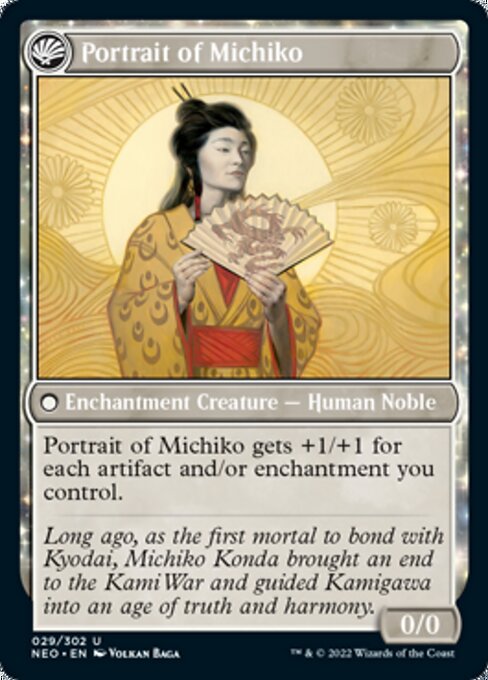 Portrait of Michiko
Enchantment Creature — Human Noble
Portrait of Michiko gets +1/+1 for
each artifact and/or enchantment you
control.
Long ago, as the first mortal to bond with
Kyodai, Michiko Konda brought an end
to the Kami War and guided Kamigawa
into an age of truth and harmony.
0/0
029/302 U
NEO • EN VOLKAN BAGA
™ & © 2022 Wizards of the Coast